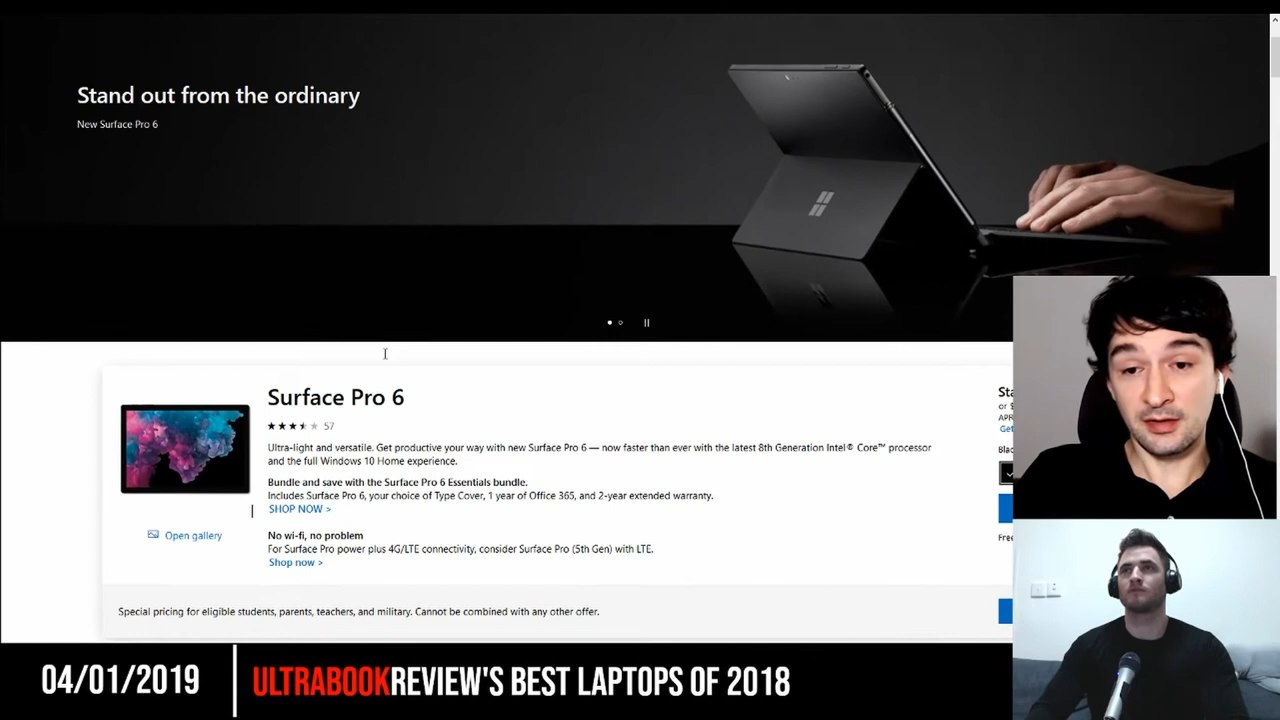 Stand out from the ordinary
New Surface Pro 6
Surface Pro 6
57
Ultra-light and versatile. Get productive your way with new Surface Pro 6 — now faster than ever with the latest 8th Generation Intel® Core™ processor
and the full Windows 10 Home experience.
Bundle and save with the Surface Pro 6 Essentials bundle.
Includes Surface Pro 6, your choice of Type Cover, 1 year of Office 365, and 2-year extended warranty.
SHOP NOW >
Open gallery
No wi-fi, no problem
For Surface Pro power plus 4G/LTE connectivity, consider Surface Pro (5th Gen) with LTE.
Shop now >
Special pricing for eligible students, parents, teachers, and military. Cannot be combined with any other offer.
Sta
or $
APR
Get
Blac
Free
04/01/2019
ULTRABOOKREVIEW'S BEST LAPTOPS OF 2018